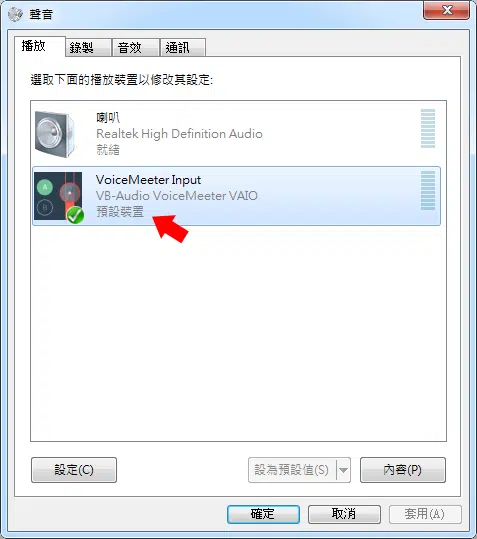 聲音
播放 錄製 音效 通訊
選取下面的播放裝置以修改其設定:
喇叭
Realtek High Definition Audio
就緒
VoiceMeeter Input
VB-Audio VoiceMeeter VAIO
預設裝置
A
B
設定(C) 設為預設值(S) 內容(P)
確定 取消 套用(A)